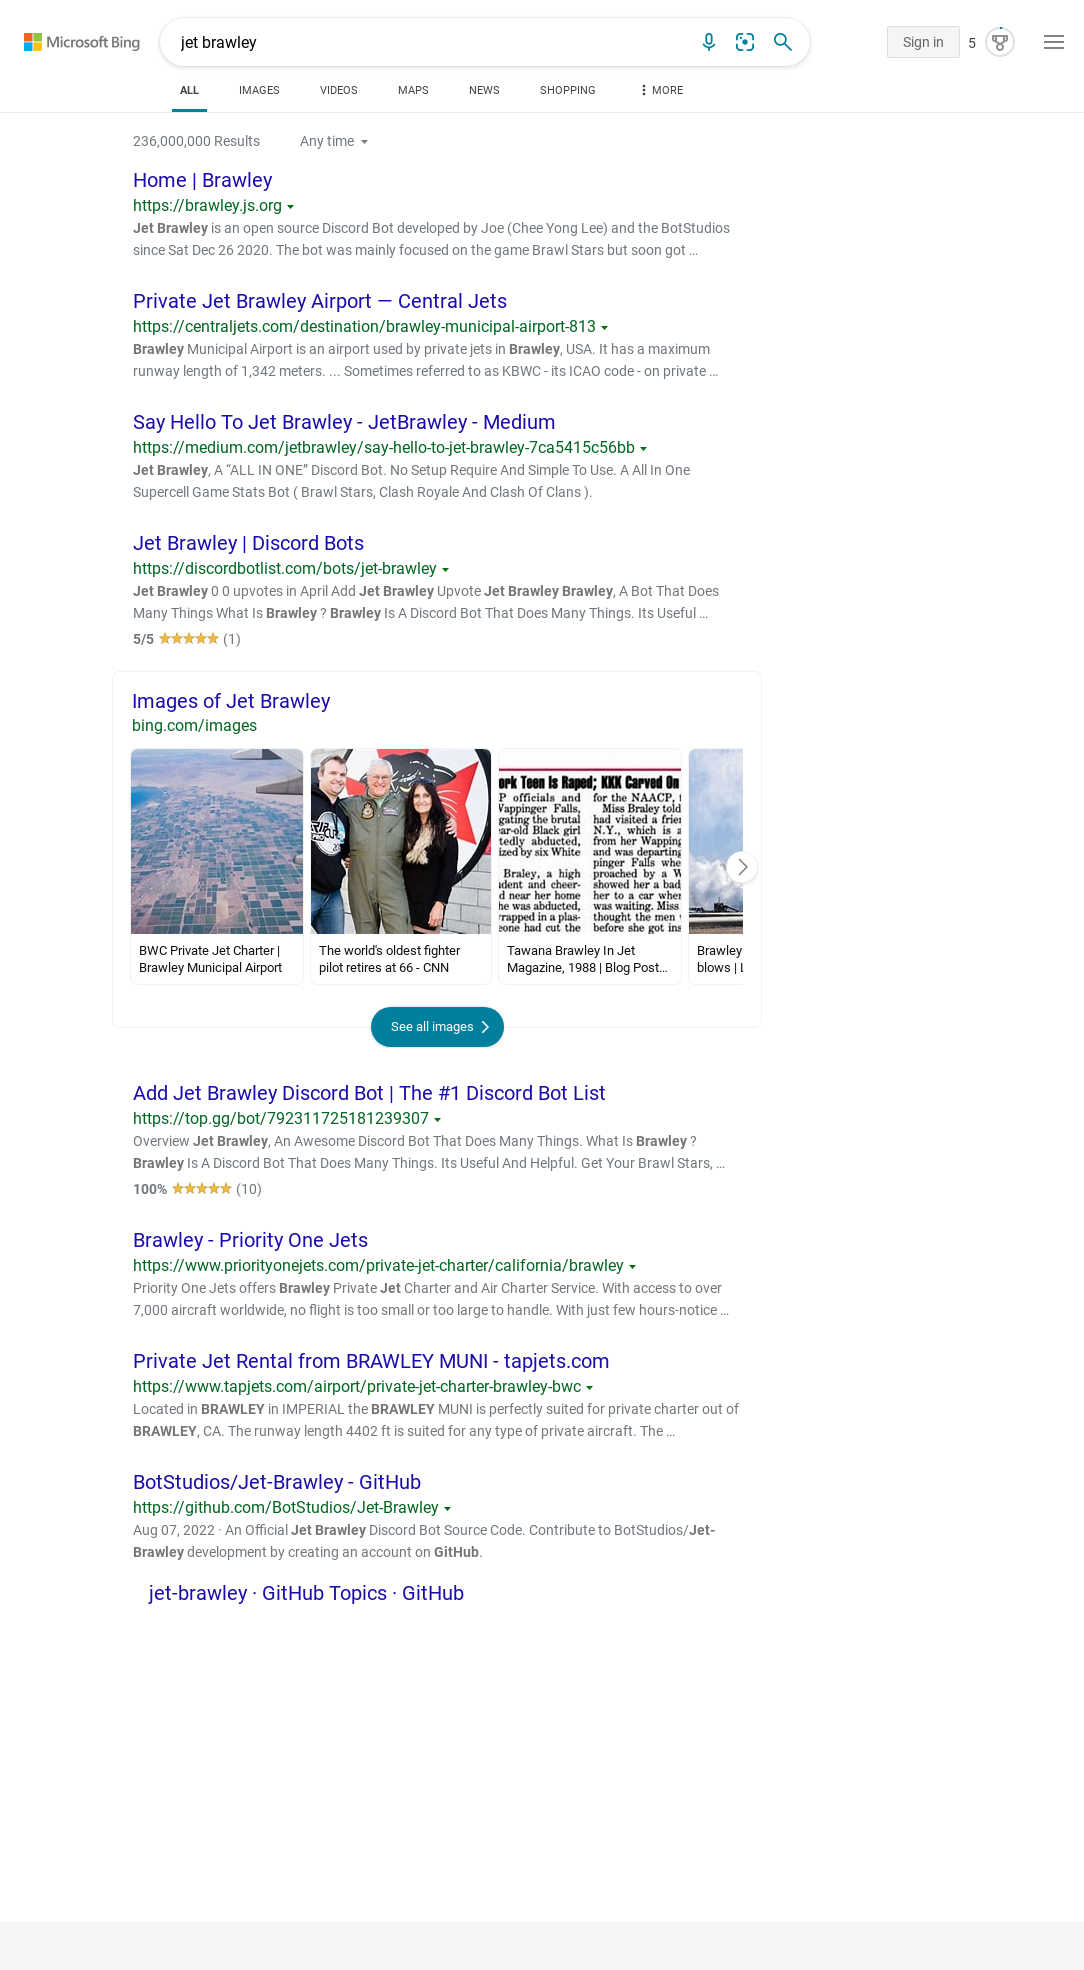 Microsoft Bing
jet brawley
Sign in
5
ALL
IMAGES
VIDEOS
MAPS
NEWS
SHOPPING
MORE
236,000,000 Results
Any time
Home | Brawley
https://brawley.js.org
Jet Brawley is an open source Discord Bot developed by Joe (Chee Yong Lee) and the BotStudios
since Sat Dec 26 2020. The bot was mainly focused on the game Brawl Stars but soon got …
Private Jet Brawley Airport — Central Jets
https://centraljets.com/destination/brawley-municipal-airport-813
Brawley Municipal Airport is an airport used by private jets in Brawley, USA. It has a maximum
runway length of 1,342 meters. ... Sometimes referred to as KBWC - its ICAO code - on private …
Say Hello To Jet Brawley - JetBrawley - Medium
https://medium.com/jetbrawley/say-hello-to-jet-brawley-7ca5415c56bb
Jet Brawley, A “ALL IN ONE” Discord Bot. No Setup Require And Simple To Use. A All In One
Supercell Game Stats Bot ( Brawl Stars, Clash Royale And Clash Of Clans ).
Jet Brawley | Discord Bots
https://discordbotlist.com/bots/jet-brawley
Jet Brawley 0 0 upvotes in April Add Jet Brawley Upvote Jet Brawley Brawley, A Bot That Does
Many Things What Is Brawley ? Brawley Is A Discord Bot That Does Many Things. Its Useful …
5/5 (1)
Images of Jet Brawley
bing.com/images
ork Teen Is Raped; KKK Carved On
P officials and
Wappinger Falls,
gating the brutal
ar-old Black girl
tedly abducted,
ized by six White
Braley, a high
dent and cheer-
d near her home
he was abducted,
rapped in a plas-
eone had cut the
for the NAACP, t
Miss Braley told
had visited a frie
N.Y., which is a
from her Wapping
and was departing
pinger Falls whe
proached by a W
showed her a bad
her to a car wher
was waiting. Miss
thought the men w
before she got ins
BWC Private Jet Charter |
Brawley Municipal Airport
The world's oldest fighter
pilot retires at 66 - CNN
Tawana Brawley In Jet
Magazine, 1988 | Blog Post…
Brawley
blows | L
See all images
Add Jet Brawley Discord Bot | The #1 Discord Bot List
https://top.gg/bot/792311725181239307
Overview Jet Brawley, An Awesome Discord Bot That Does Many Things. What Is Brawley ?
Brawley Is A Discord Bot That Does Many Things. Its Useful And Helpful. Get Your Brawl Stars, …
100% (10)
Brawley - Priority One Jets
https://www.priorityonejets.com/private-jet-charter/california/brawley
Priority One Jets offers Brawley Private Jet Charter and Air Charter Service. With access to over
7,000 aircraft worldwide, no flight is too small or too large to handle. With just few hours-notice …
Private Jet Rental from BRAWLEY MUNI - tapjets.com
https://www.tapjets.com/airport/private-jet-charter-brawley-bwc
Located in BRAWLEY in IMPERIAL the BRAWLEY MUNI is perfectly suited for private charter out of
BRAWLEY, CA. The runway length 4402 ft is suited for any type of private aircraft. The …
BotStudios/Jet-Brawley - GitHub
https://github.com/BotStudios/Jet-Brawley
Aug 07, 2022 · An Official Jet Brawley Discord Bot Source Code. Contribute to BotStudios/Jet-
Brawley development by creating an account on GitHub.
jet-brawley · GitHub Topics · GitHub